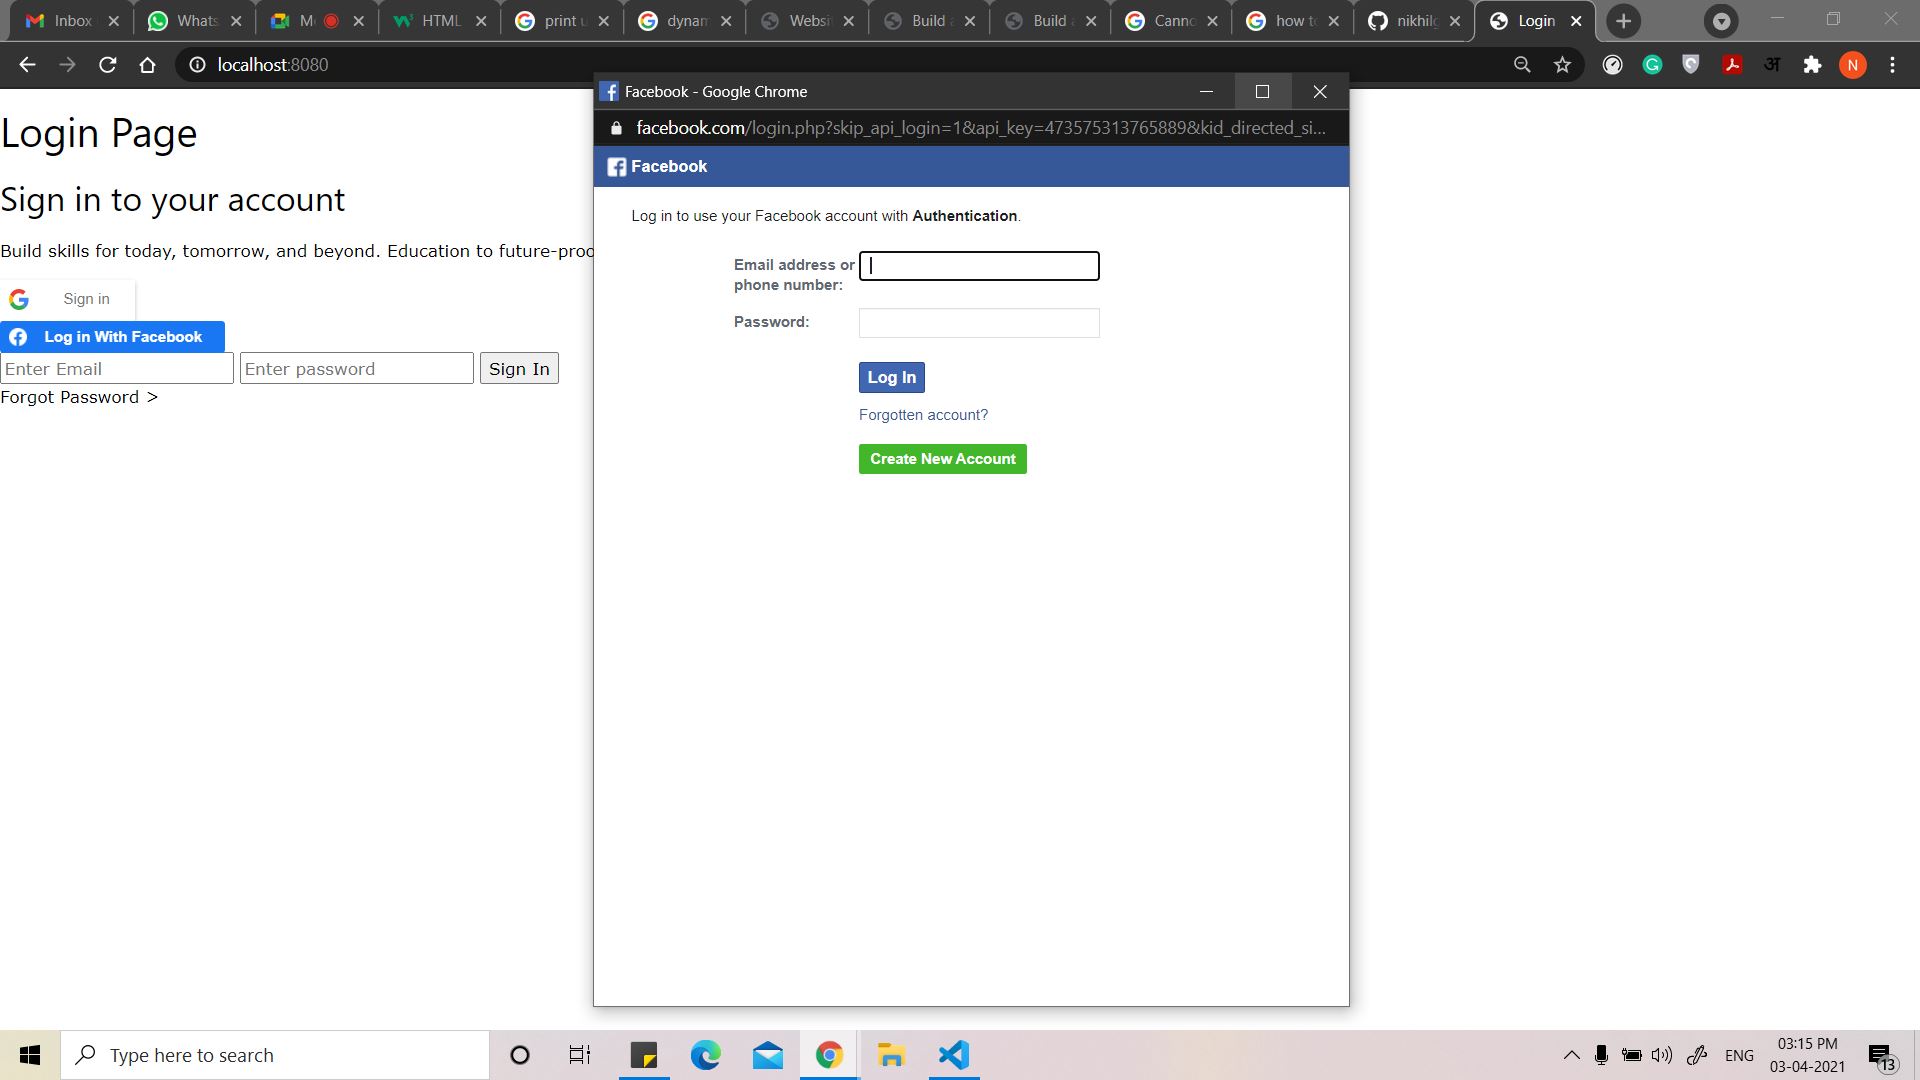 Inbox
Whats
M
HTML
print u
dynam
Websi
Build a
Build a
Canno
how to
nikhilg
Login
localhost:8080
N
Facebook - Google Chrome
facebook.com/login.php?skip_api_login=1&api_key=473575313765889&kid_directed_si...
Facebook
Log in to use your Facebook account with Authentication.
Email address or
phone number:
Password:
Log In
Forgotten account?
Create New Account
Login Page
Sign in to your account
Build skills for today, tomorrow, and beyond. Education to future-proo
Sign in
Log in With Facebook
Enter Email
Enter password
Sign In
Forgot Password >
Type here to search
ENG
03:15 PM
03-04-2021
13